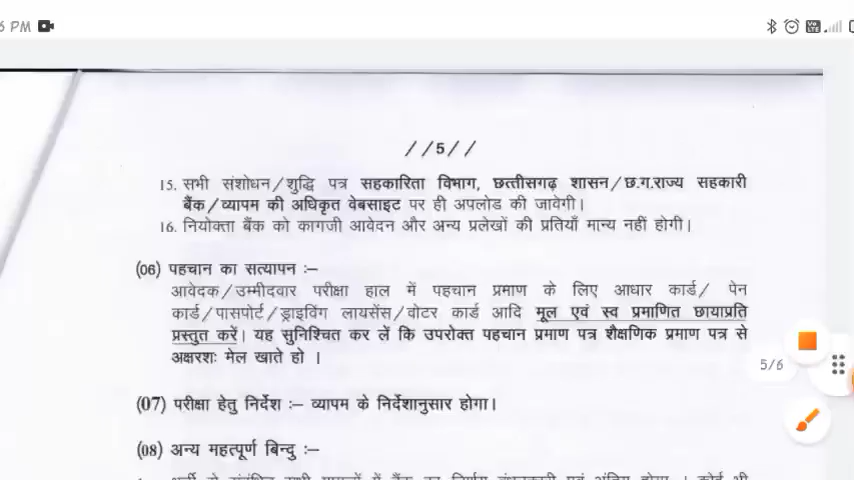 6 PM
//5//
15. सभी संशोधन/शुद्धि पत्र सहकारिता विभाग, छत्तीसगढ़ शासन/छ.ग.राज्य सहकारी
बैंक/व्यापम की अधिकृत वेबसाइट पर ही अपलोड की जावेगी।
16. नियोक्ता बैंक को कागजी आवेदन और अन्य प्रलेखों की प्रतियाँ मान्य नहीं होगी।
(06) पहचान का सत्यापन :–
आवेदक/उम्मीदवार परीक्षा हाल में पहचान प्रमाण के लिए आधार कार्ड/ पेन
कार्ड/पासपोर्ट/ड्राइविंग लायसेंस/वोटर कार्ड आदि मूल एवं स्व प्रमाणित छायाप्रति
प्रस्तुत करें। यह सुनिश्चित कर लें कि उपरोक्त पहचान प्रमाण पत्र शैक्षणिक प्रमाण पत्र से
अक्षरशः मेल खाते हो ।
5/6
(07) परीक्षा हेतु निर्देश :– व्यापम के निर्देशानुसार होगा।
(08) अन्य महत्वपूर्ण बिन्दु :–